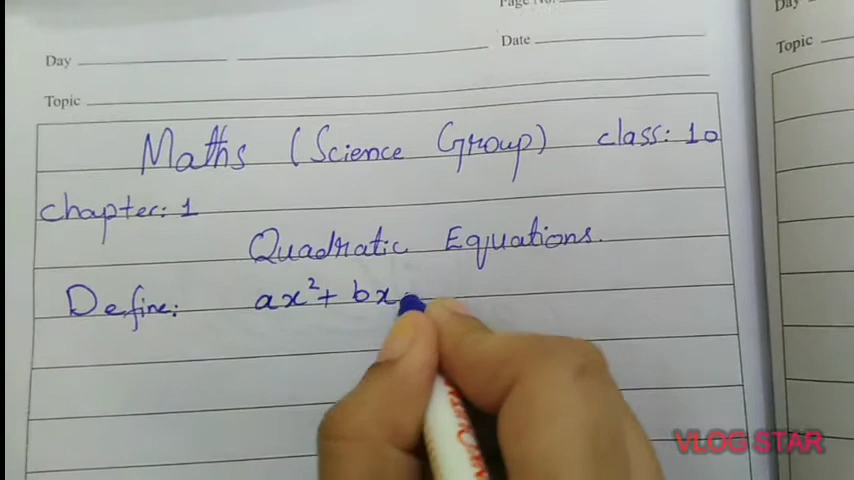 Page No.
Day
Day
Date
Topic
Topic
Maths (Science Group) class: 10
Chapter: 1
Quadratic Equations.
Define: ax²+ bx
VLOG STAR